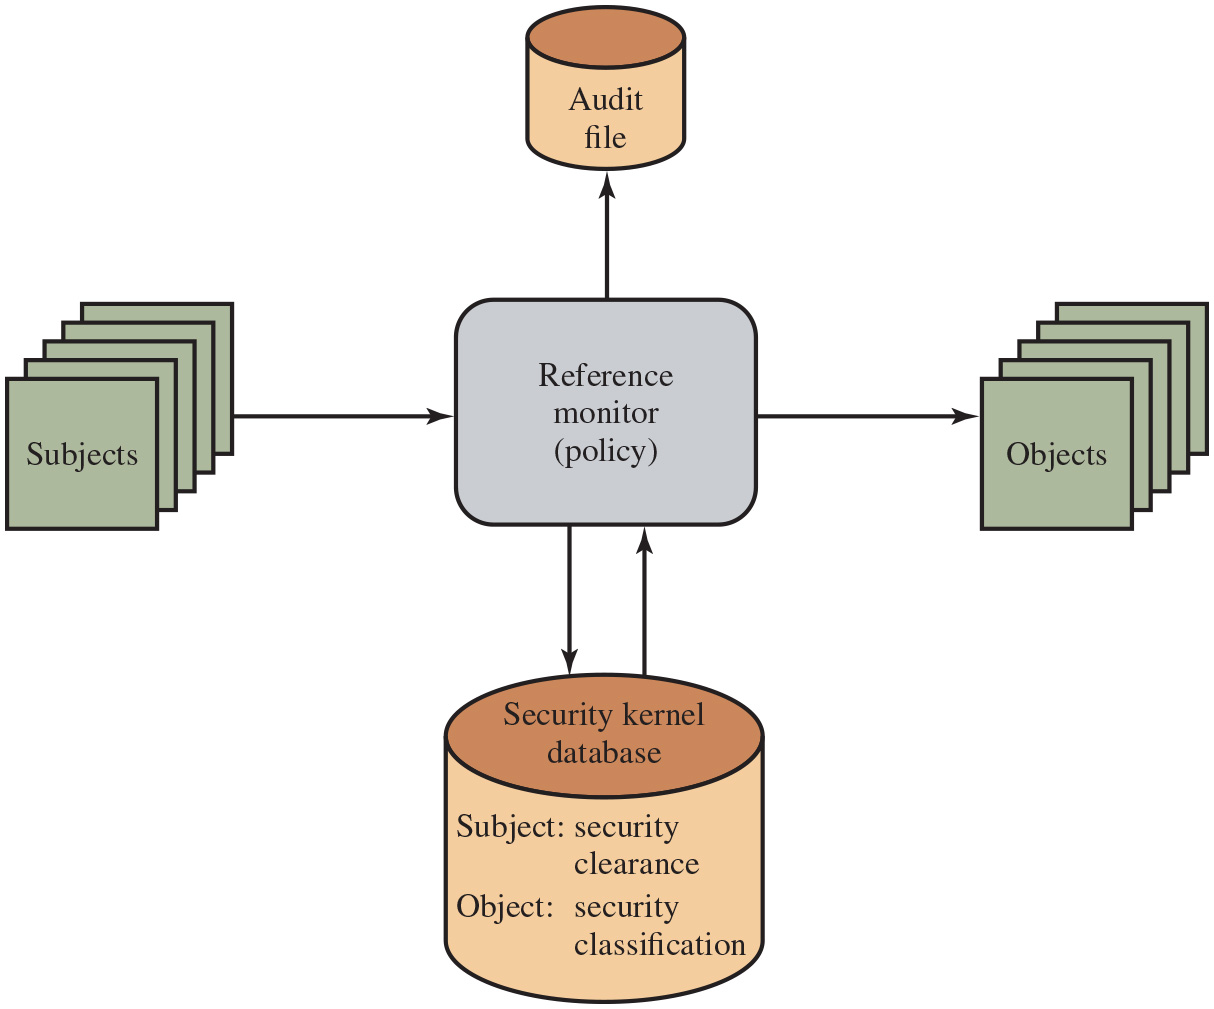 Audit
file
Reference
monitor
(policy)
Subjects
Objects
Security kernel
database
Subject: security
clearance
Object: security
classification